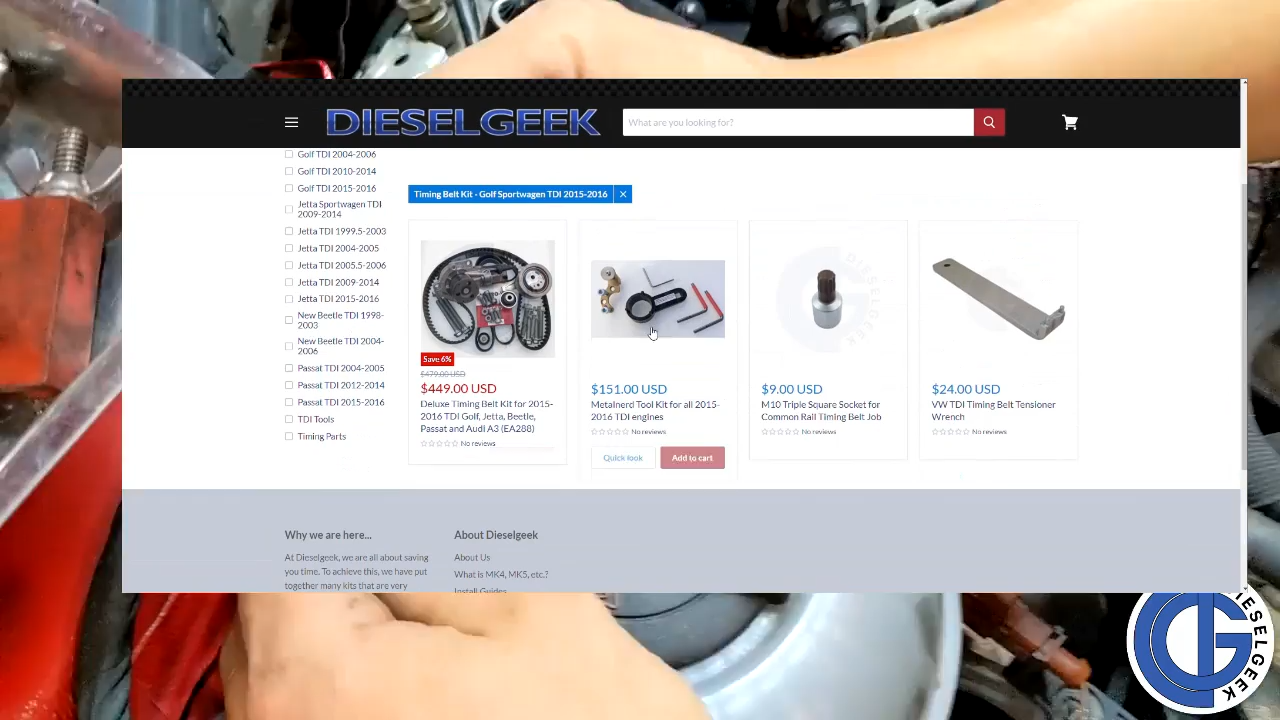 DIESELGEEK
What are you looking for?
Golf TDI 2004-2006
Golf TDI 2010-2014
Golf TDI 2015-2016
Jetta Sportwagen TDI
2009-2014
Jetta TDI 1999.5-2003
Jetta TDI 2004-2005
Jetta TDI 2005.5-2006
Jetta TDI 2009-2014
Jetta TDI 2015-2016
New Beetle TDI 1998-
2003
New Beetle TDI 2004-
2006
Passat TDI 2004-2005
Passat TDI 2012-2014
Passat TDI 2015-2016
TDI Tools
Timing Parts
Timing Belt Kit - Golf Sportwagen TDI 2015-2016
Save 6%
$479.00 USD
$449.00 USD
Deluxe Timing Belt Kit for 2015-
2016 TDI Golf, Jetta, Beetle,
Passat and Audi A3 (EA288)
No reviews
$151.00 USD
Metalnerd Tool Kit for all 2015-
2016 TDI engines
No reviews
Quick look
Add to cart
$9.00 USD
M10 Triple Square Socket for
Common Rail Timing Belt Job
No reviews
$24.00 USD
VW TDI Timing Belt Tensioner
Wrench
No reviews
Why we are here...
At Dieselgeek, we are all about saving
you time. To achieve this, we have put
together many kits that are very
About Dieselgeek
About Us
What is MK4, MK5, etc.?
Install Guides
DIESELGEEK